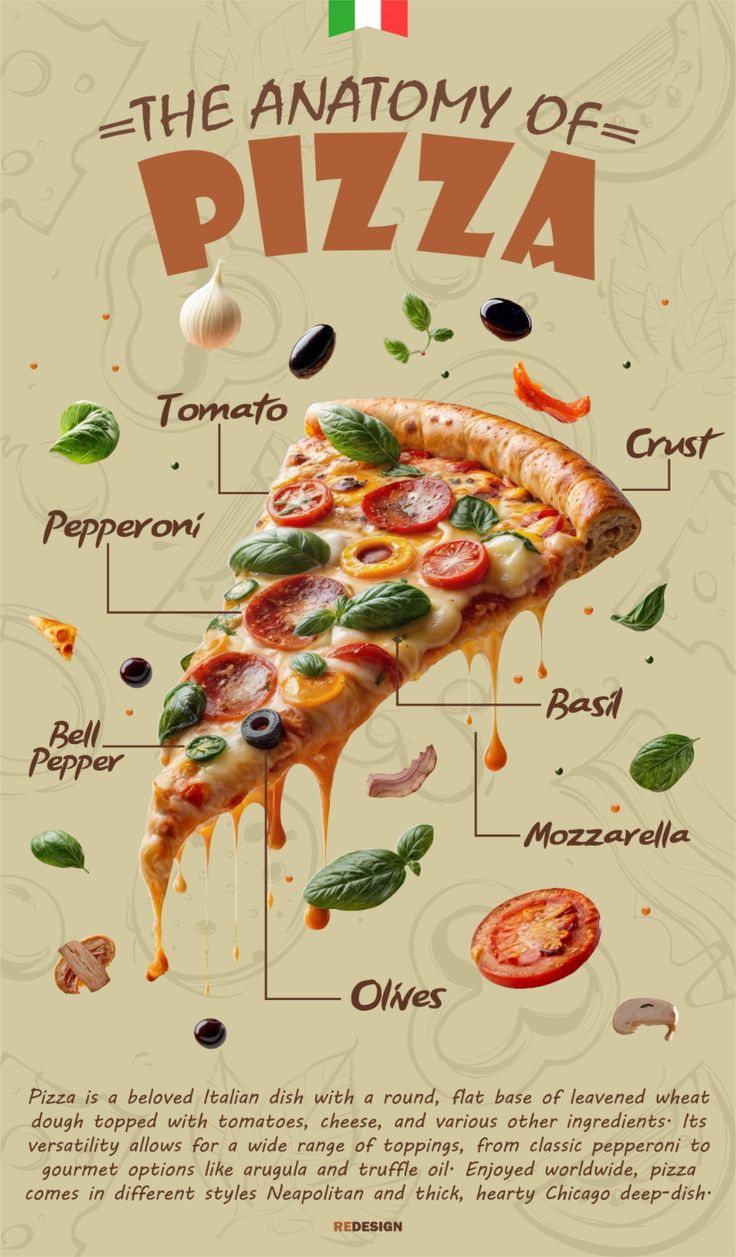 =THE ANATOMY OF=
PIZZA
Tomato
Crust
Pepperoni
Basil
Bell
Pepper
Mozzarella
Olives
Pizza is a beloved Italian dish with a round, flat base of leavened wheat
dough topped with tomatoes, cheese, and various other ingredients· Its
versatility allows for a wide range of toppings, from classic pepperoni to
gourmet options like arugula and truffle oil· Enjoyed worldwide, pizza
comes in different styles Neapolitan and thick, hearty Chicago deep-dish·
REDESIGN